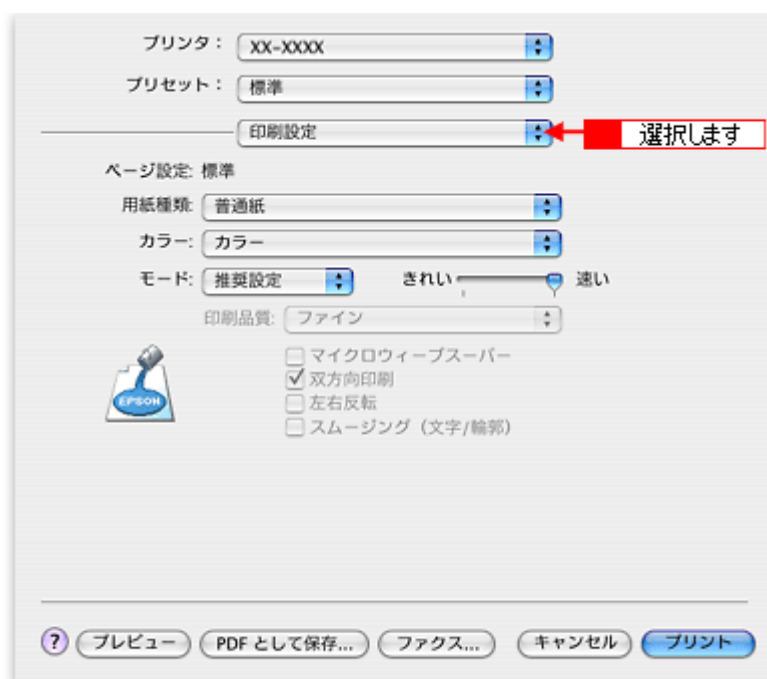 プリンタ： XX-XXXX
プリセット： 標準
印刷設定 選択します
ページ設定: 標準
用紙種類: 普通紙
カラー: カラー
モード: 推奨設定 きれい 速い
印刷品質: ファイン
マイクロウィーブスーパー
双方向印刷
左右反転
スムージング（文字/輪郭）
EPSON
? プレビュー PDF として保存... ファクス... キャンセル プリント